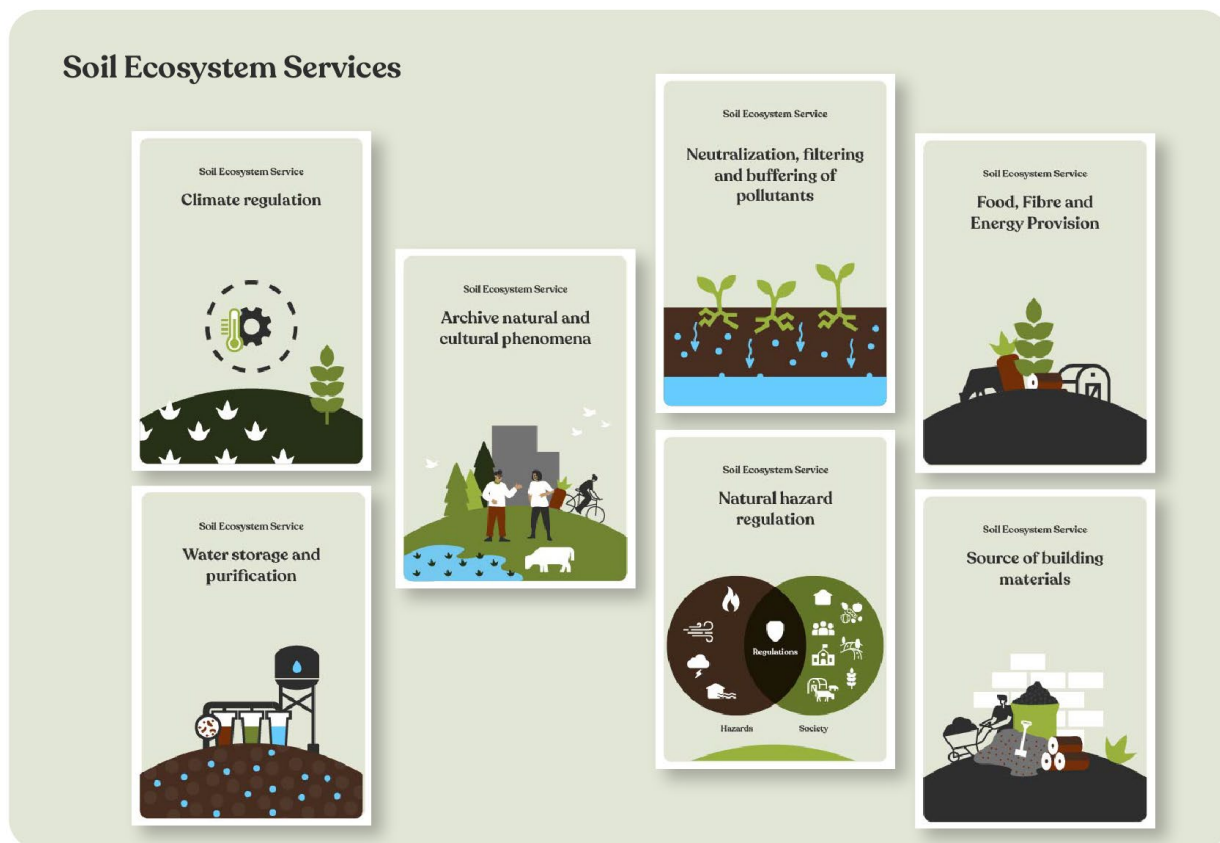 Soil Ecosystem Services
Soil Ecosystem Service
Climate regulation
Soil Ecosystem Service
Water storage and
purification
Soil Ecosystem Service
Archive natural and
cultural phenomena
Soil Ecosystem Service
Neutralization, filtering
and buffering of
pollutants
Soil Ecosystem Service
Natural hazard
regulation
Regulations
Hazards
Society
Soil Ecosystem Service
Food, Fibre and
Energy Provision
Soil Ecosystem Service
Source of building
materials